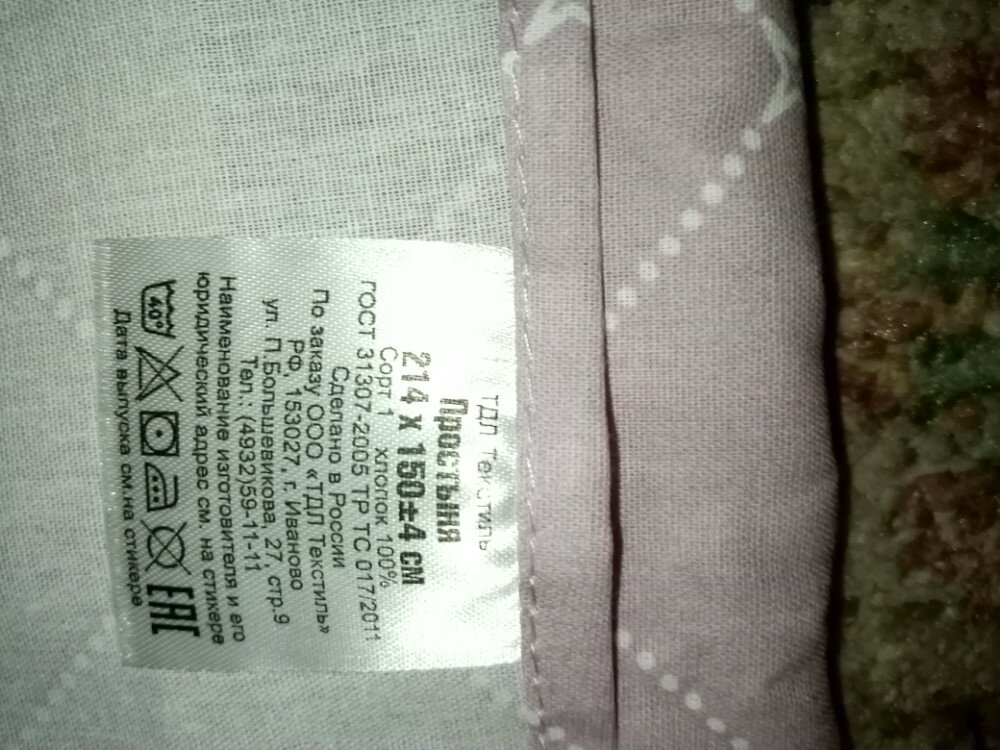 ТДЛ текстиль
Простыня
214 Х 150±4 СМ
Сорт 1 хлопок 100%
ГОСТ 31307-2005 ТР ТС 017/2011
Сделано в России
По заказу ООО «ТДЛ Текстиль»
РФ, 153027, г. Иваново
ул. П.Большевикова, 27, стр.9
Тел.: (4932)59-11-11
Наименование изготовителя и его
юридический адрес см. на стикере
40°
ЕАС
Дата выпуска см.на стикере